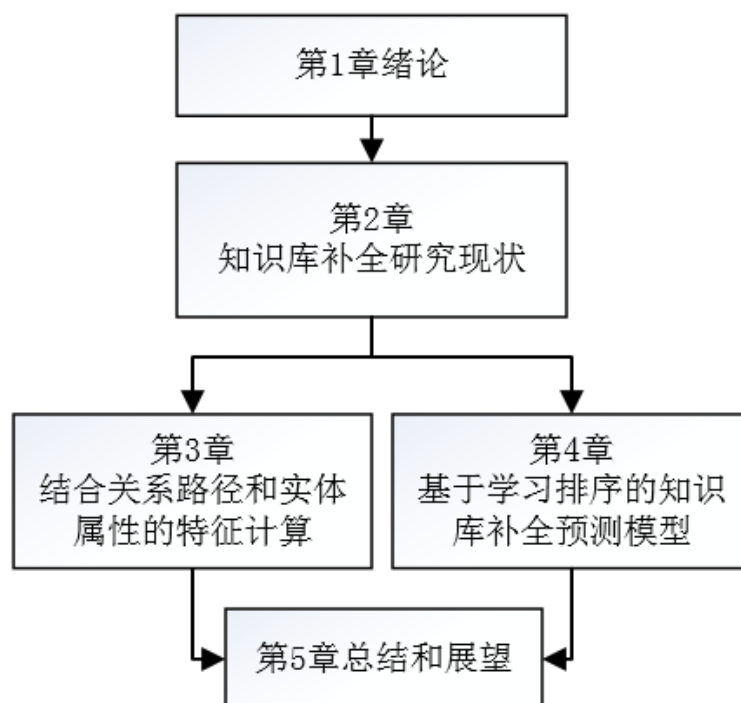 第1章绪论
第2章
知识库补全研究现状
第3章
结合关系路径和实体
属性的特征计算
第4章
基于学习排序的知识
库补全预测模型
第5章总结和展望